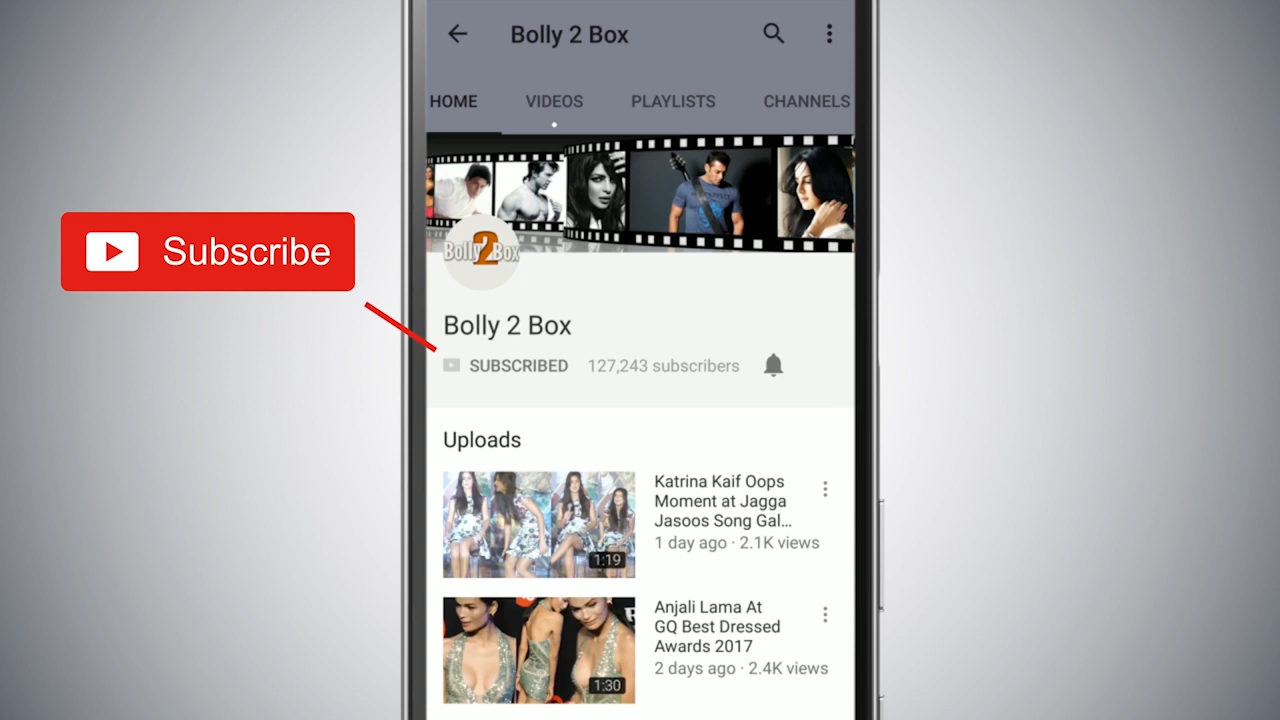 Bolly 2 Box
HOME VIDEOS PLAYLISTS CHANNELS
Bolly2Box
Subscribe
Bolly 2 Box
SUBSCRIBED 127,243 subscribers
Uploads
Katrina Kaif Oops
Moment at Jagga
Jasoos Song Gal...
1 day ago · 2.1K views
1:19
Anjali Lama At
GQ Best Dressed
Awards 2017
2 days ago · 2.4K views
1:30